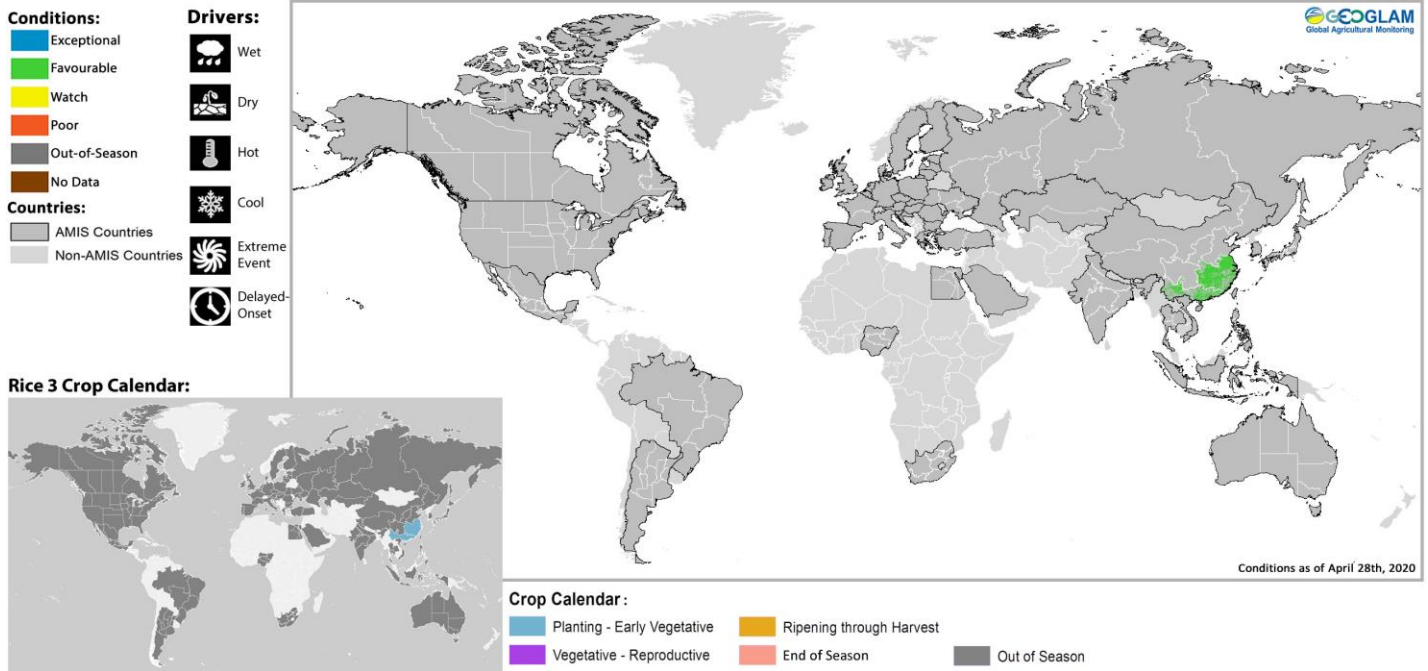 Conditions:
Exceptional
Favourable
Watch
Poor
Out-of-Season
No Data
Countries:
AMIS Countries
Non-AMIS Countries
Drivers:
Wet
Dry
Hot
Cool
Extreme
Event
Delayed-
Onset
GEOGLAM
Global Agricultural Monitoring
Conditions as of April 28th, 2020
Rice 3 Crop Calendar:
Crop Calendar :
Planting - Early Vegetative
Vegetative - Reproductive
Ripening through Harvest
End of Season
Out of Season